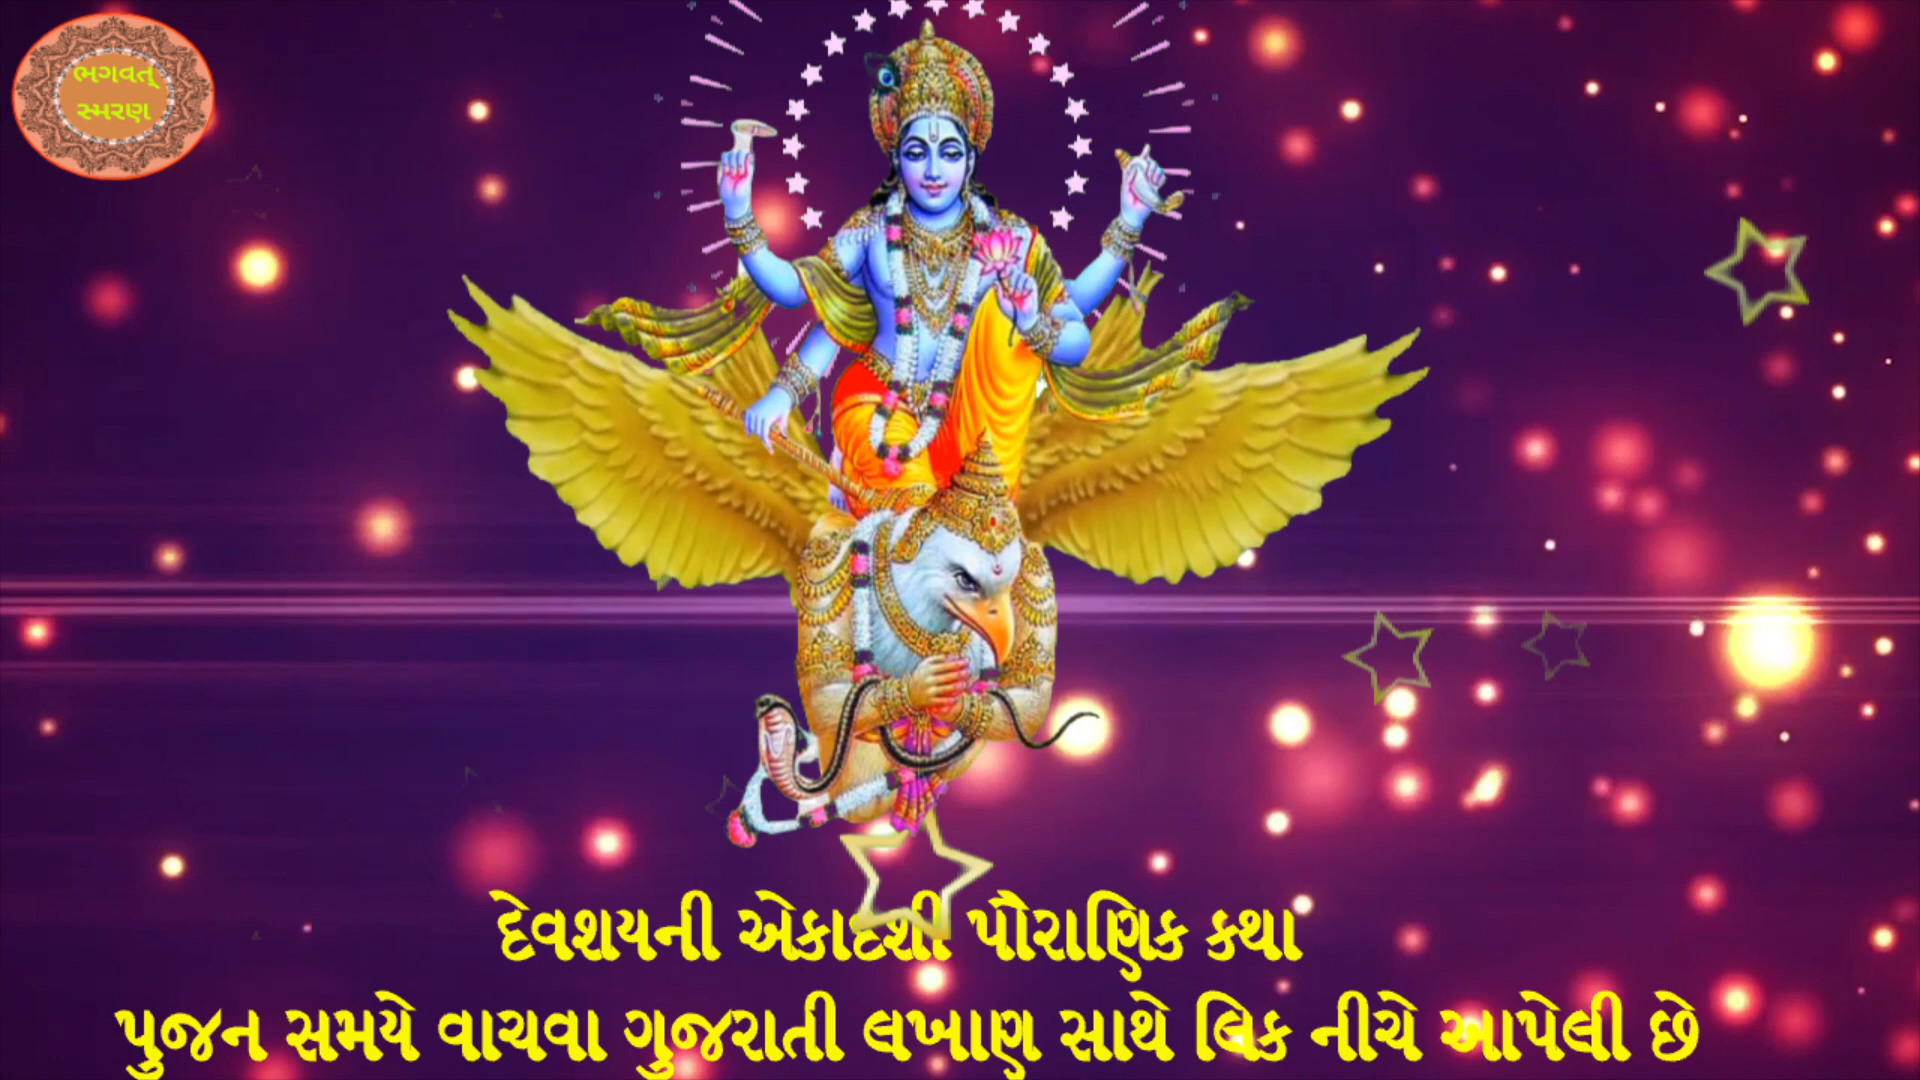 ભગવત્
સ્મરણ
દેવશયની એકાદશી પૌરાણિક કથા
પુજન સમયે વાચવા ગુજરાતી લખાણ સાથે લિંક નીચે આપેલી છે